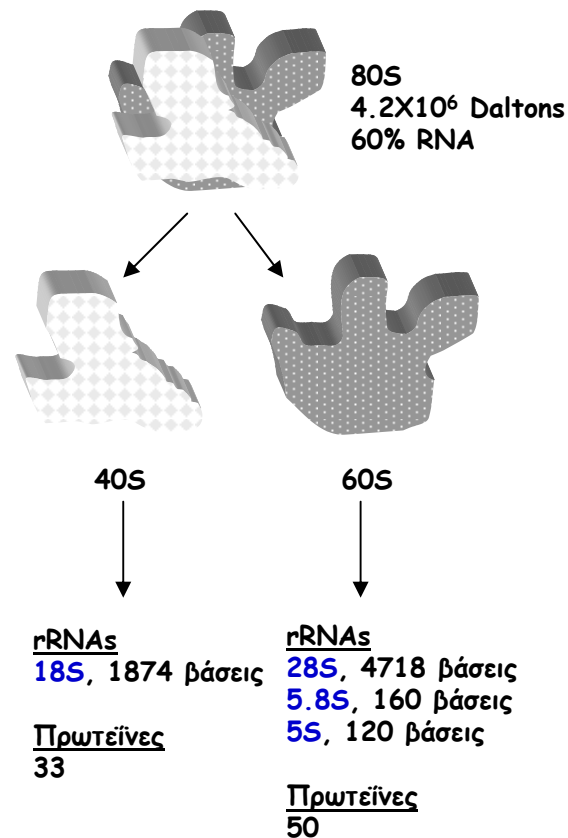 80S
4.2X10⁶ Daltons
60% RNA
40S
60S
rRNAs
18S, 1874 βάσεις
Πρωτεΐνες
33
rRNAs
28S, 4718 βάσεις
5.8S, 160 βάσεις
5S, 120 βάσεις
Πρωτεΐνες
50